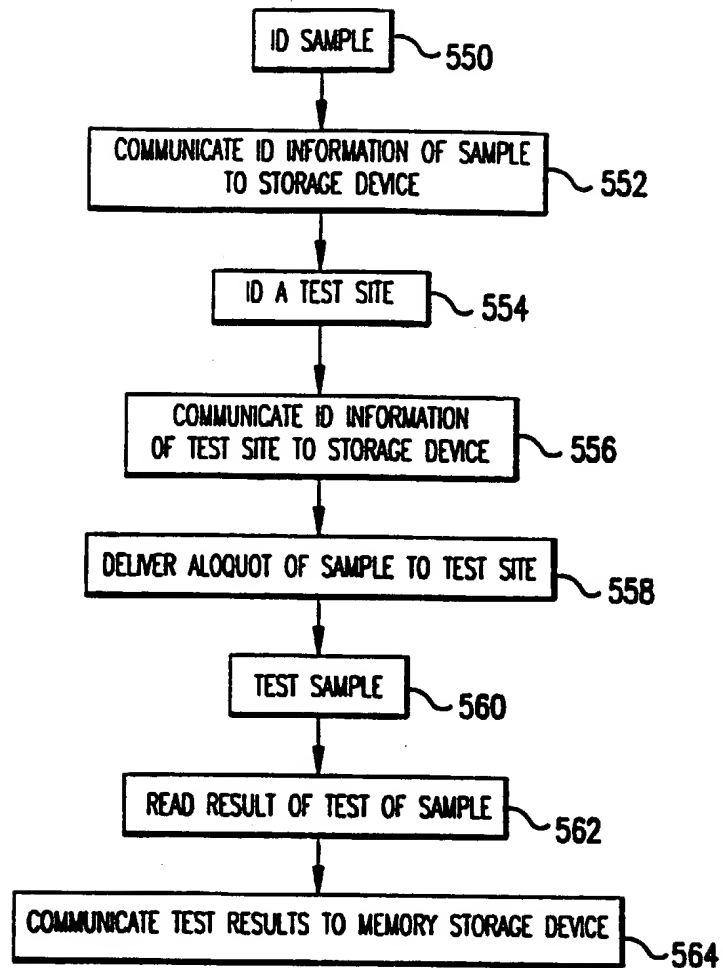 ID SAMPLE
550
COMMUNICATE ID INFORMATION OF SAMPLE
TO STORAGE DEVICE
552
ID A TEST SITE
554
COMMUNICATE ID INFORMATION
OF TEST SITE TO STORAGE DEVICE
556
DELIVER ALOQUOT OF SAMPLE TO TEST SITE
558
TEST SAMPLE
560
READ RESULT OF TEST OF SAMPLE
562
COMMUNICATE TEST RESULTS TO MEMORY STORAGE DEVICE
564